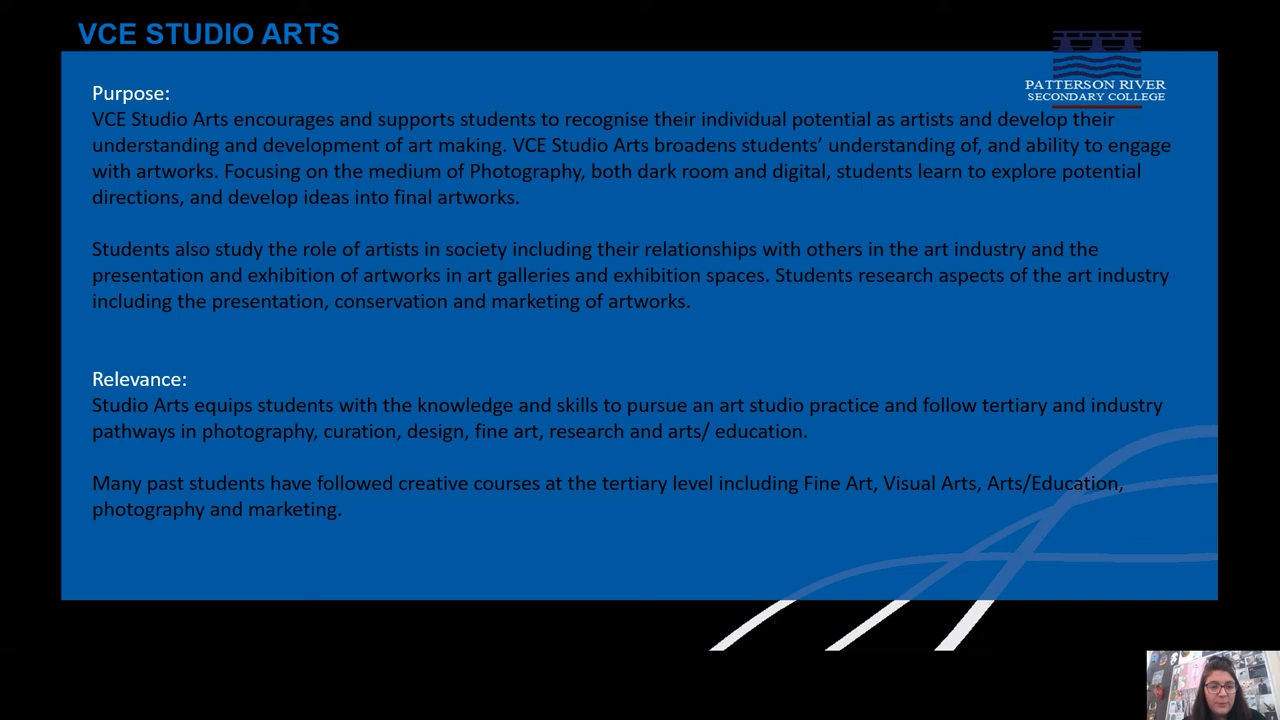 VCE STUDIO ARTS
PATTERSON RIVER
SECONDARY COLLEGE
Purpose:
VCE Studio Arts encourages and supports students to recognise their individual potential as artists and develop their
understanding and development of art making. VCE Studio Arts broadens students’ understanding of, and ability to engage
with artworks. Focusing on the medium of Photography, both dark room and digital, students learn to explore potential
directions, and develop ideas into final artworks.
Students also study the role of artists in society including their relationships with others in the art industry and the
presentation and exhibition of artworks in art galleries and exhibition spaces. Students research aspects of the art industry
including the presentation, conservation and marketing of artworks.
Relevance:
Studio Arts equips students with the knowledge and skills to pursue an art studio practice and follow tertiary and industry
pathways in photography, curation, design, fine art, research and arts/ education.
Many past students have followed creative courses at the tertiary level including Fine Art, Visual Arts, Arts/Education,
photography and marketing.